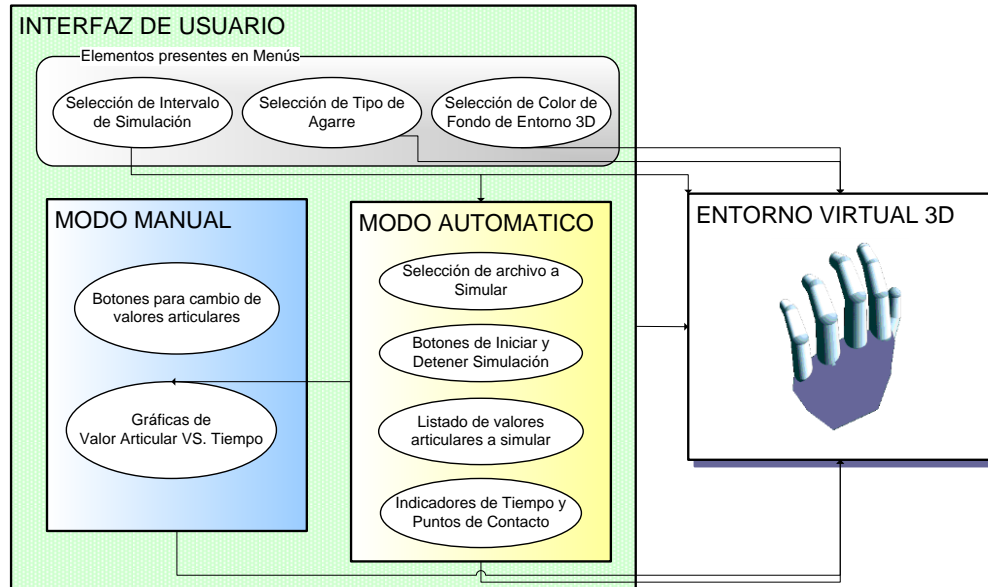 INTERFAZ DE USUARIO
Elementos presentes en Menús
Selección de Intervalo
de Simulación
Selección de Tipo de
Agarre
Selección de Color de
Fondo de Entorno 3D
MODO MANUAL
Botones para cambio de
valores articulares
Gráficas de
Valor Articular VS. Tiempo
MODO AUTOMATICO
Selección de archivo a
Simular
Botones de Iniciar y
Detener Simulación
Listado de valores
articulares a simular
Indicadores de Tiempo y
Puntos de Contacto
ENTORNO VIRTUAL 3D